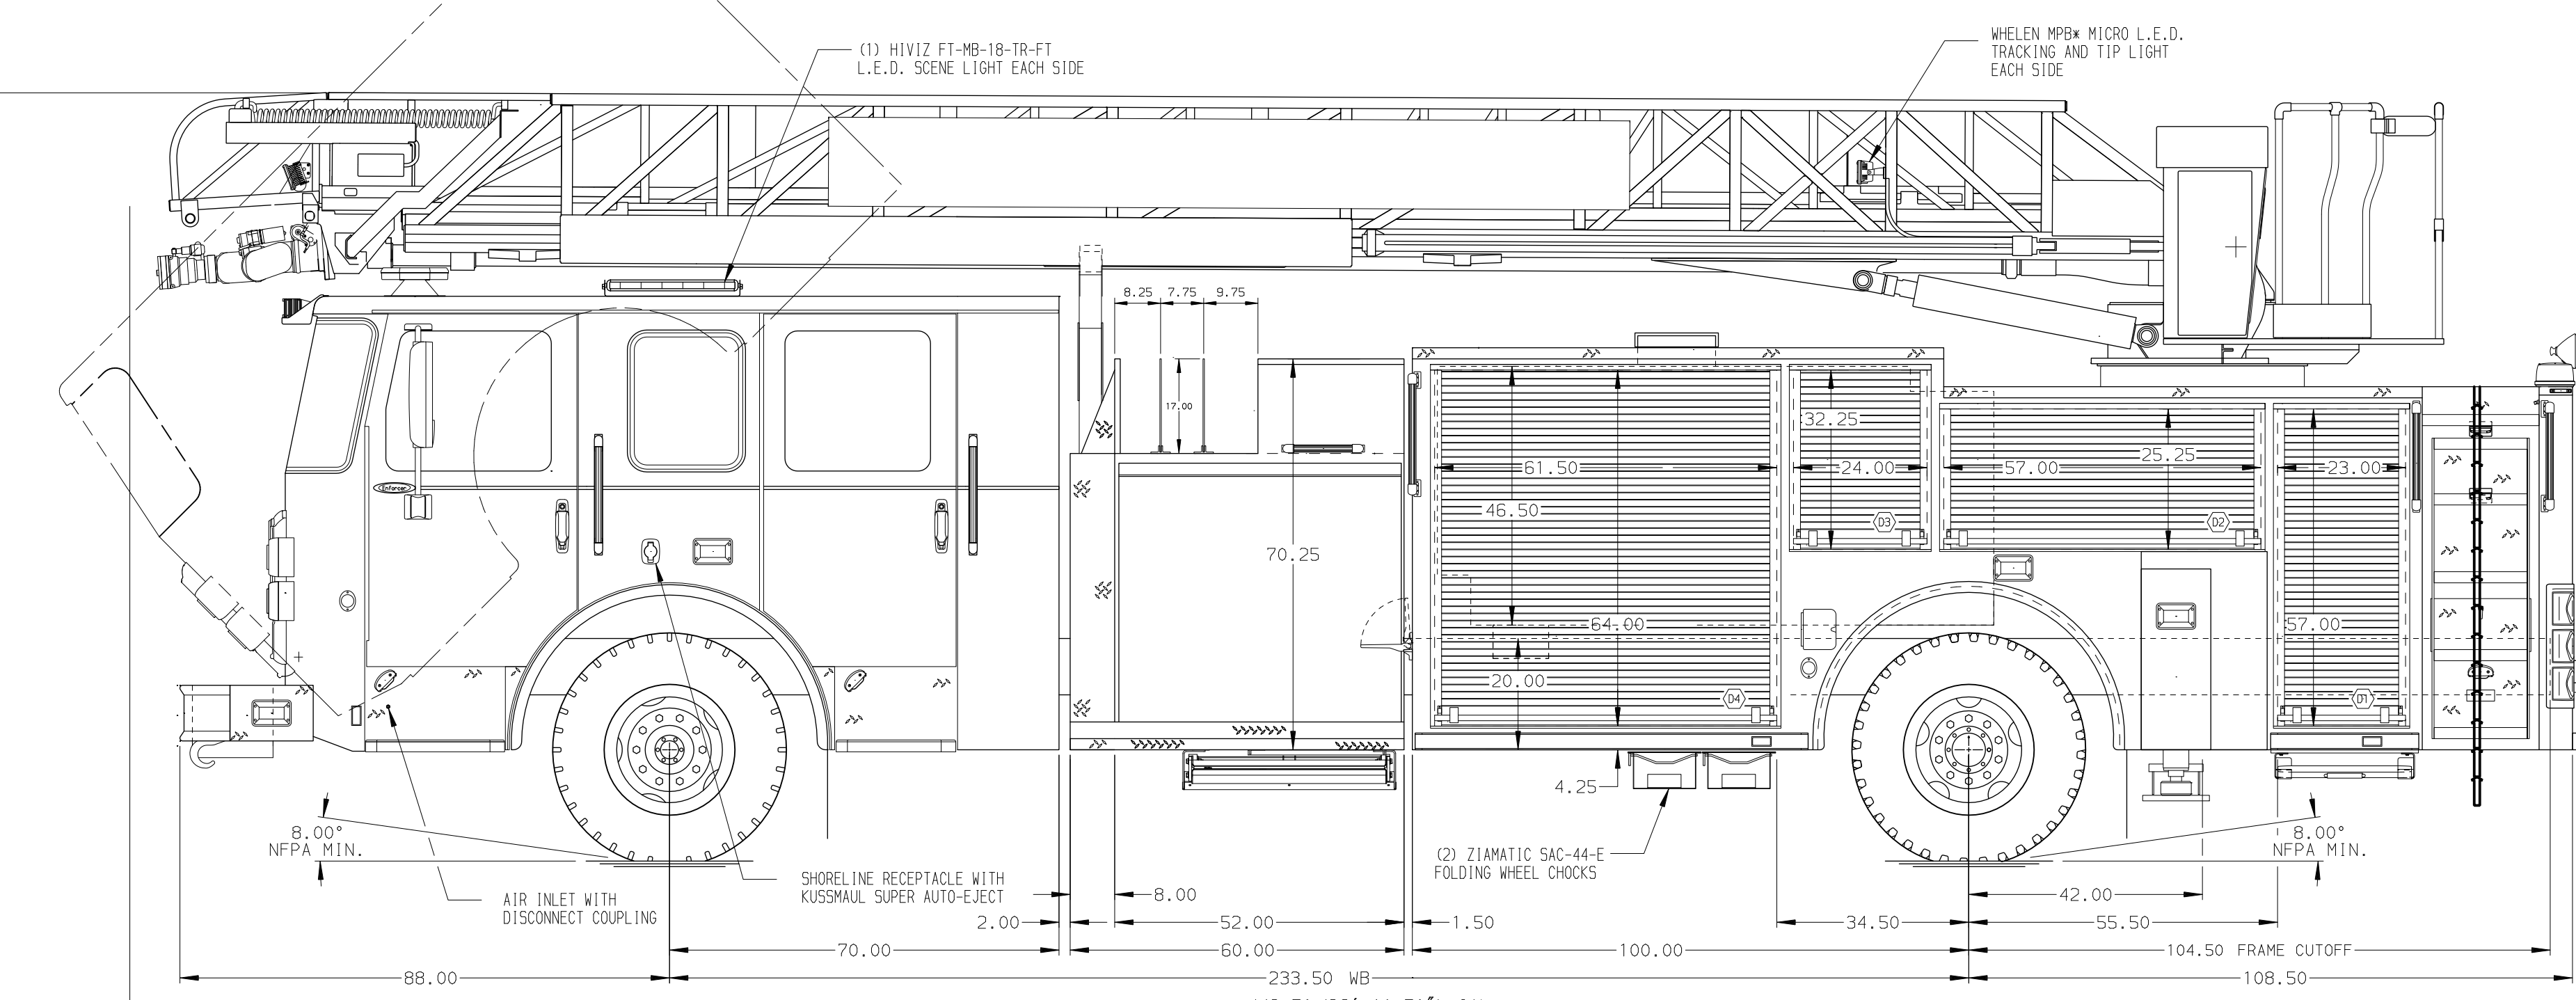 (1) HIVIZ FT-MB-18-TR-FT
L.E.D. SCENE LIGHT EACH SIDE
WHELEN MPB* MICRO L.E.D.
TRACKING AND TIP LIGHT
EACH SIDE
8.25
7.75
9.75
17.00
32.25
61.50
24.00
57.00
25.25
23.00
Enforcer
46.50
D3
D2
70.25
64.00
57.00
20.00
D4
D1
4.25
8.00°
NFPA MIN.
8.00°
NFPA MIN.
(2) ZIAMATIC SAC-44-E
FOLDING WHEEL CHOCKS
SHORELINE RECEPTACLE WITH
KUSSMAUL SUPER AUTO-EJECT
AIR INLET WITH
DISCONNECT COUPLING
8.00
42.00
2.00
52.00
1.50
34.50
55.50
70.00
60.00
100.00
104.50 FRAME CUTOFF
88.00
233.50 WB
108.50